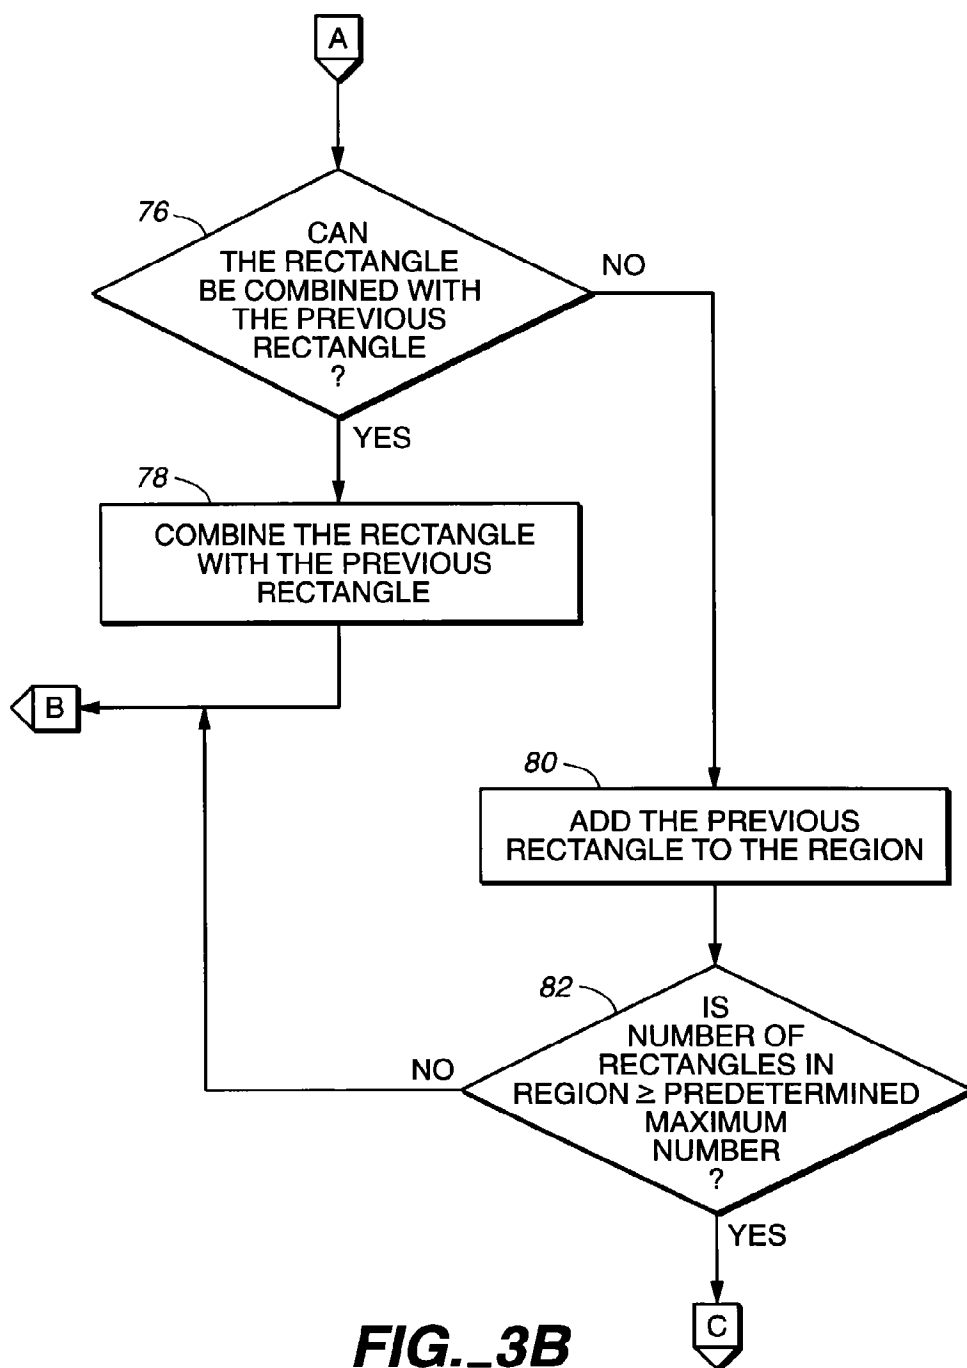 A
76
CAN
THE RECTANGLE
BE COMBINED WITH
THE PREVIOUS
RECTANGLE
?
NO
YES
78
COMBINE THE RECTANGLE
WITH THE PREVIOUS
RECTANGLE
B
80
ADD THE PREVIOUS
RECTANGLE TO THE REGION
82
IS
NUMBER OF
RECTANGLES IN
REGION ≥ PREDETERMINED
MAXIMUM
NUMBER
?
NO
YES
C
FIG._3B